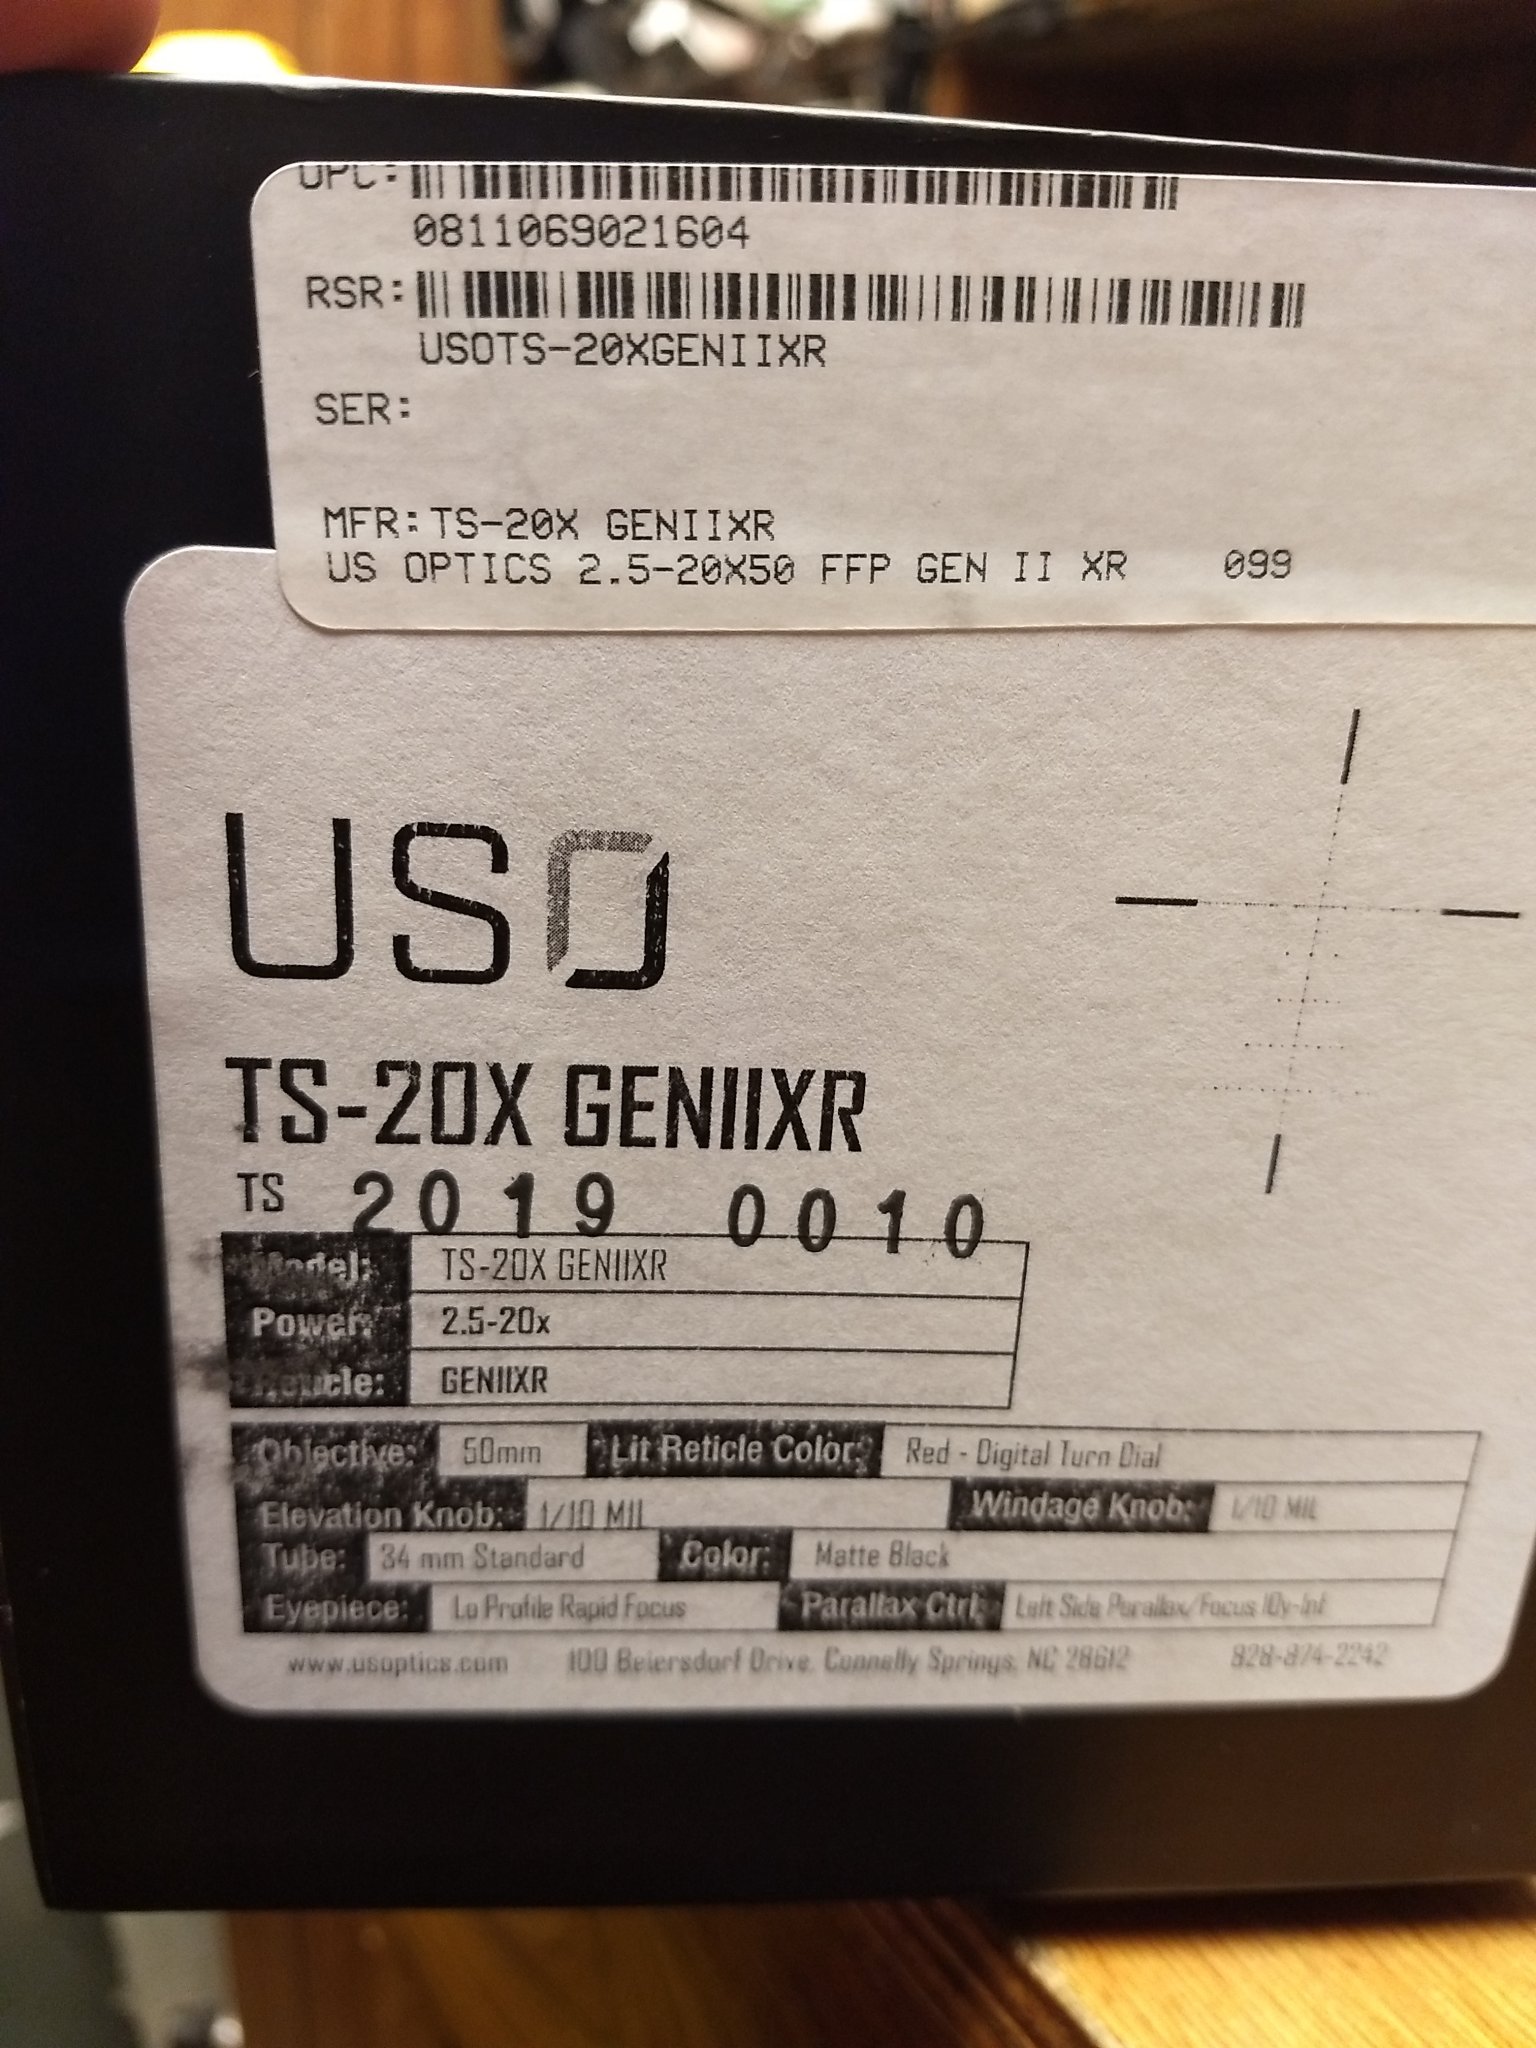 UPC:
0811069021604
RSR:
USOTS-20XGENIIXR
SER:
MFR:TS-20X GENIIXR
US OPTICS 2.5-20X50 FFP GEN II XR 099
USO
TS-20X GENIIXR
TS 2019 0010
Model: TS-20X GENIIXR
Power: 2.5-20x
Reticle: GENIIXR
Objective: 50mm Lit Reticle Color: Red - Digital Turn Dial
Elevation Knob: 1/10 MIL Windage Knob: 1/10 MIL
Tube: 34 mm Standard Color: Matte Black
Eyepiece: Lo Profile Rapid Focus Parallax Ctrl: Left Side Parallax/Focus 10y-Inf
www.usoptics.com 100 Beiersdorf Drive, Connelly Springs, NC 28612 828-874-2242